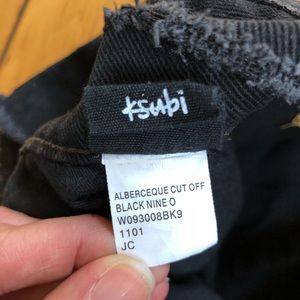 ksubi
ALBERCEQUE CUT OFF
BLACK NINE O
W093008BK9
1101
JC